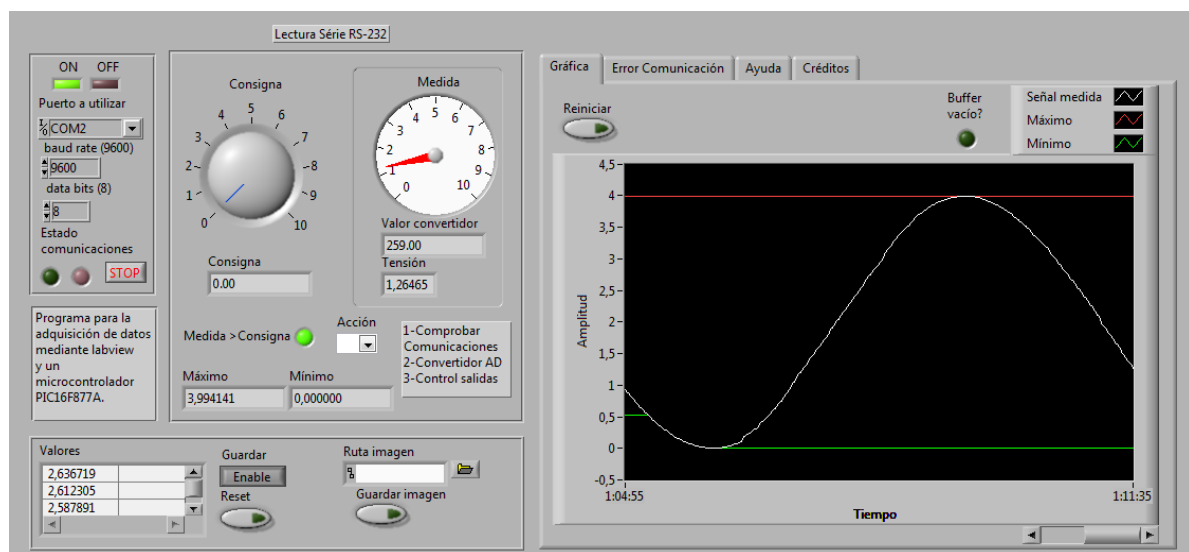 Lectura Série RS-232
ON OFF
Puerto a utilizar
COM2
baud rate (9600)
9600
data bits (8)
8
Estado
comunicaciones
STOP
Programa para la
adquisición de datos
mediante labview
y un
microcontrolador
PIC16F877A.
Consigna
0 1 2 3 4 5 6 7 8 9 10
Consigna
0.00
Medida
0 1 2 3 4 5 6 7 8 9 10
Valor convertidor
259.00
Tensión
1,26465
Medida > Consigna
Acción
1-Comprobar
Comunicaciones
2-Convertidor AD
3-Control salidas
Máximo
3,994141
Mínimo
0,000000
Valores
2,636719
2,612305
2,587891
Guardar
Enable
Reset
Ruta imagen
Guardar imagen
Gráfica
Error Comunicación
Ayuda
Créditos
Reiniciar
Buffer
vacío?
Señal medida
Máximo
Mínimo
Amplitud
4,5
4
3,5
3
2,5
2
1,5
1
0,5
0
-0,5
1:04:55
1:11:35
Tiempo